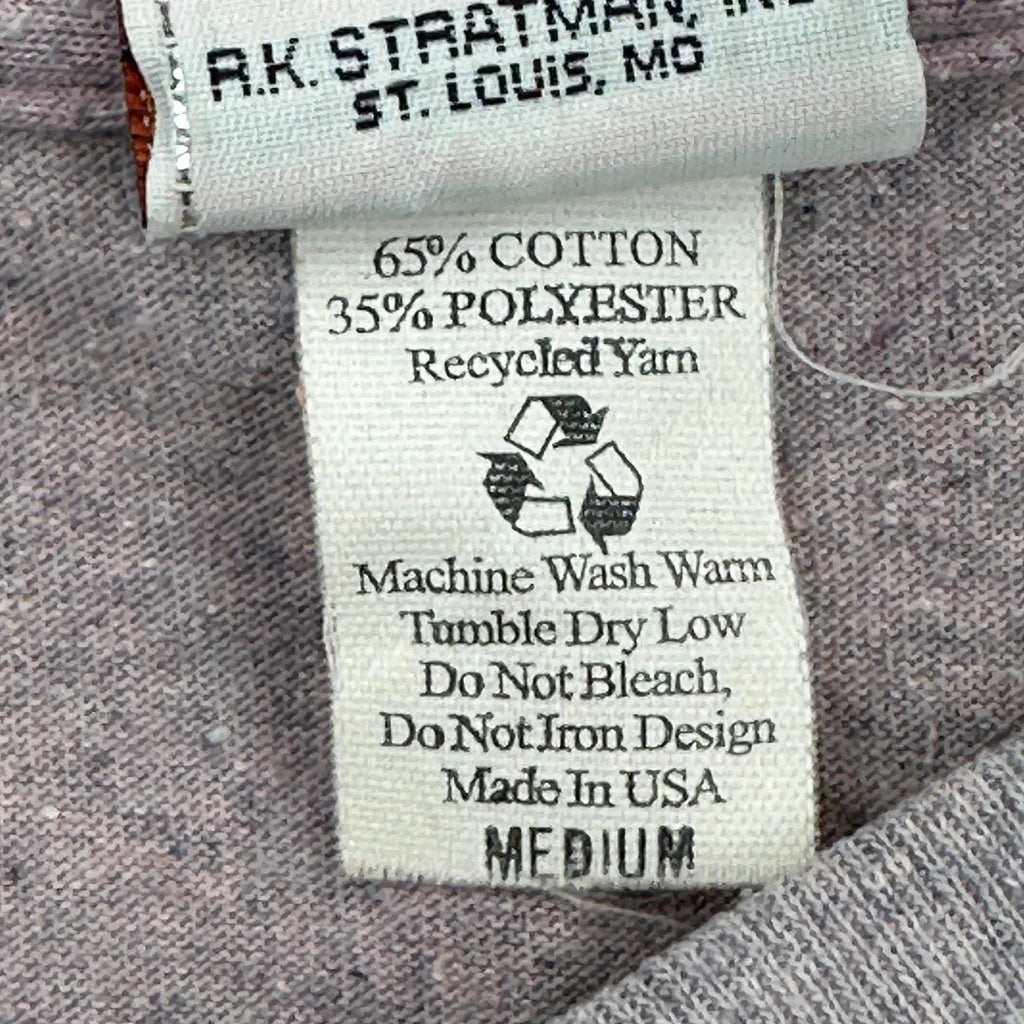 R.K. STRATMAN, INC
ST. LOUIS, MO
65% COTTON
35% POLYESTER
Recycled Yarn
Machine Wash Warm
Tumble Dry Low
Do Not Bleach,
Do Not Iron Design
Made In USA
MEDIUM